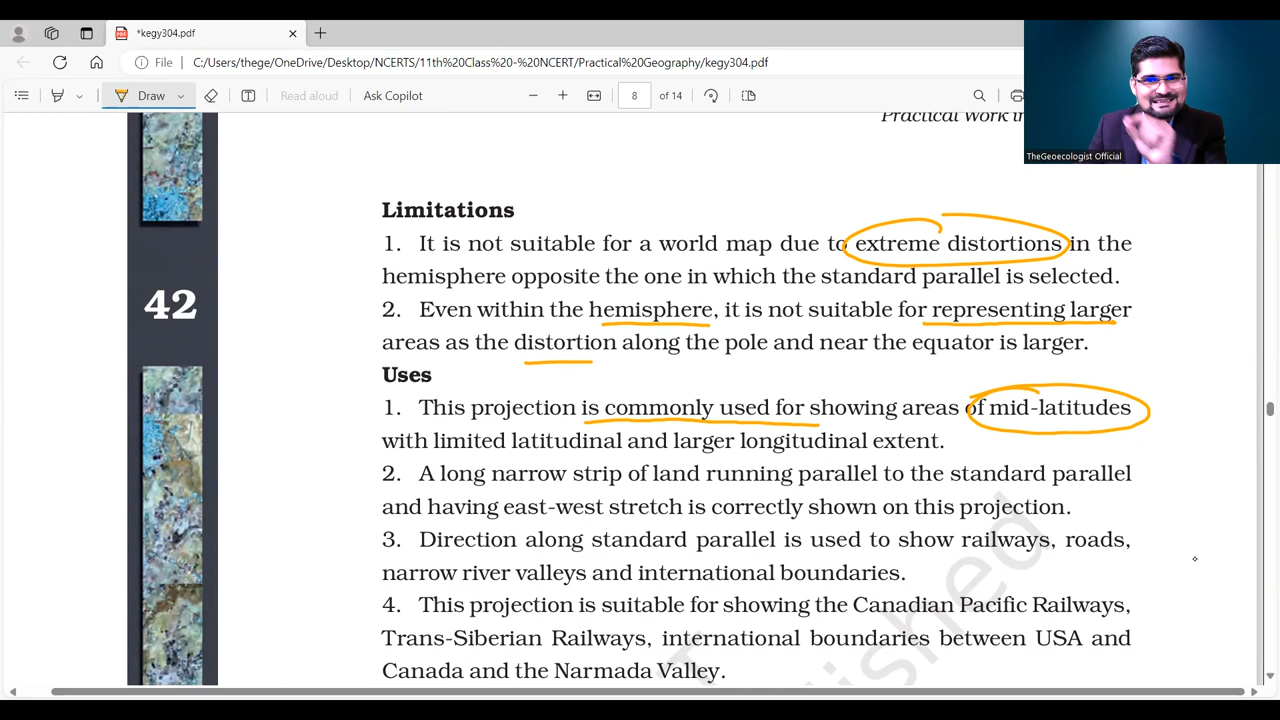 *kegy304.pdf
File
C:/Users/thege/OneDrive/Desktop/NCERTS/11th%20Class%20-%20NCERT/Practical%20Geography/kegy304.pdf
Draw
Read aloud
Ask Copilot
8 of 14
Practical Work in
TheGeoecologist Official
Limitations
1. It is not suitable for a world map due to extreme distortions in the
hemisphere opposite the one in which the standard parallel is selected.
2. Even within the hemisphere, it is not suitable for representing larger
areas as the distortion along the pole and near the equator is larger.
42
Uses
1. This projection is commonly used for showing areas of mid-latitudes
with limited latitudinal and larger longitudinal extent.
2. A long narrow strip of land running parallel to the standard parallel
and having east-west stretch is correctly shown on this projection.
3. Direction along standard parallel is used to show railways, roads,
narrow river valleys and international boundaries.
4. This projection is suitable for showing the Canadian Pacific Railways,
Trans-Siberian Railways, international boundaries between USA and
Canada and the Narmada Valley.